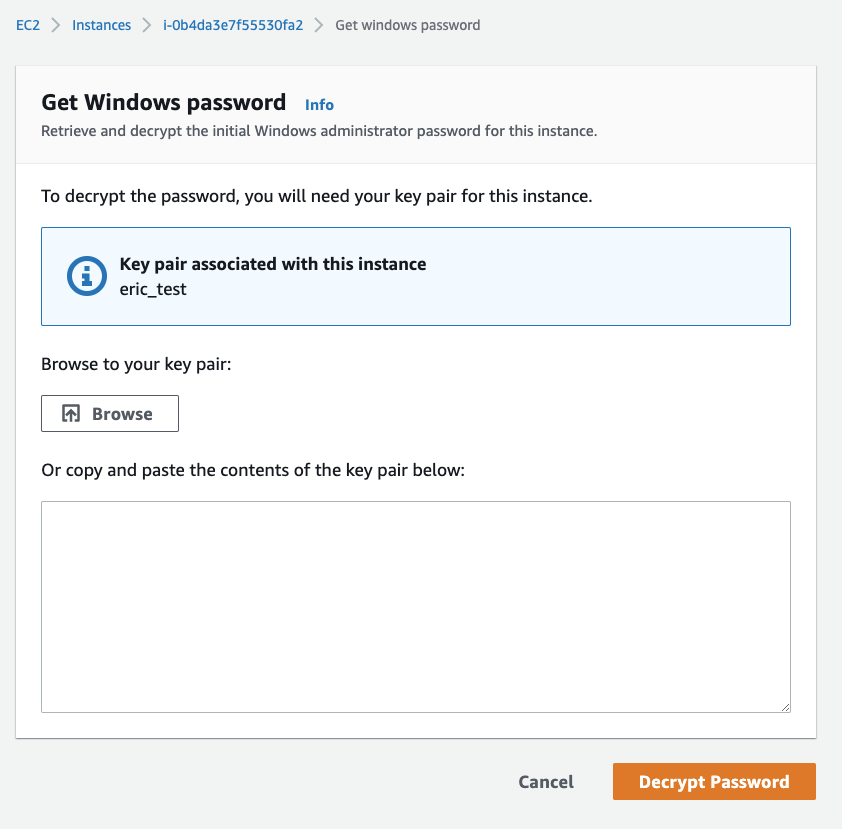 EC2 > Instances > i-0b4da3e7f55530fa2 > Get windows password
Get Windows password Info
Retrieve and decrypt the initial Windows administrator password for this instance.
To decrypt the password, you will need your key pair for this instance.
Key pair associated with this instance
eric_test
Browse to your key pair:
Browse
Or copy and paste the contents of the key pair below:
Cancel Decrypt Password